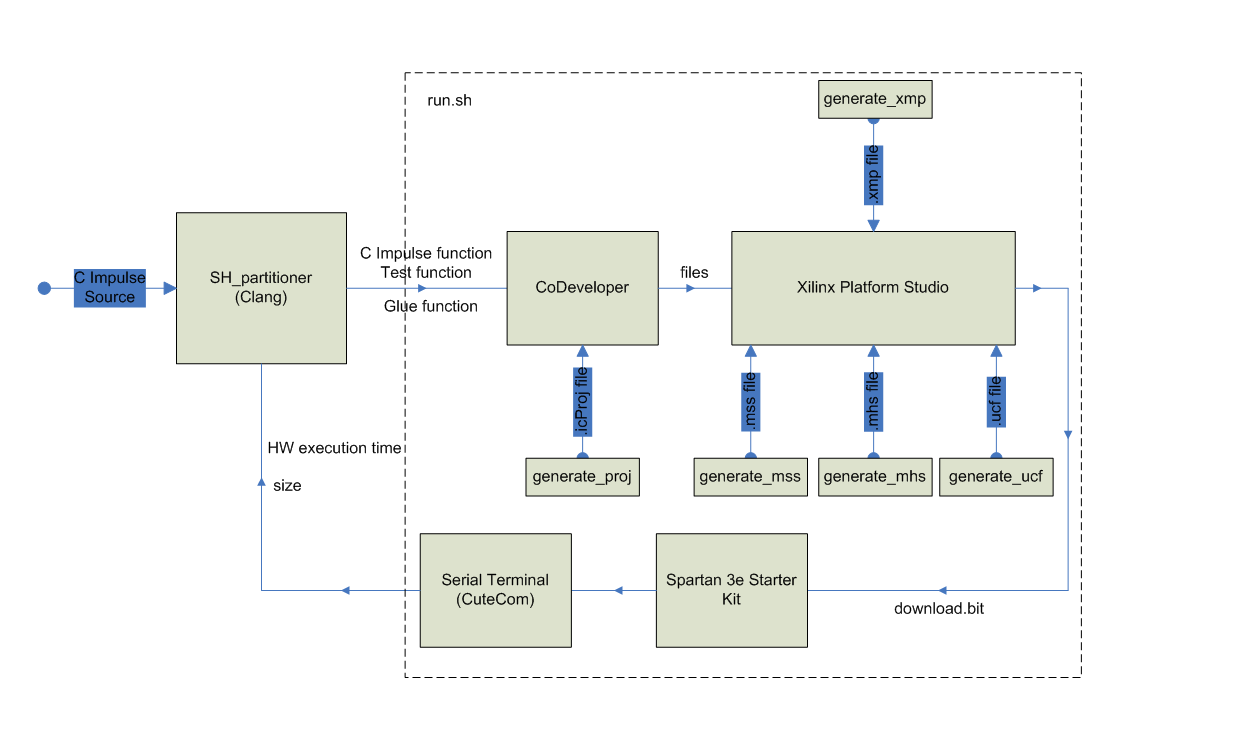 run.sh
generate_xmp
.xmp file
C Impulse
Source
SH_partitioner
(Clang)
C Impulse function
Test function
Glue function
CoDeveloper
files
Xilinx Platform Studio
.icProj file
.mss file
.mhs file
.ucf file
HW execution time
size
generate_proj
generate_mss
generate_mhs
generate_ucf
Serial Terminal
(CuteCom)
Spartan 3e Starter
Kit
download.bit